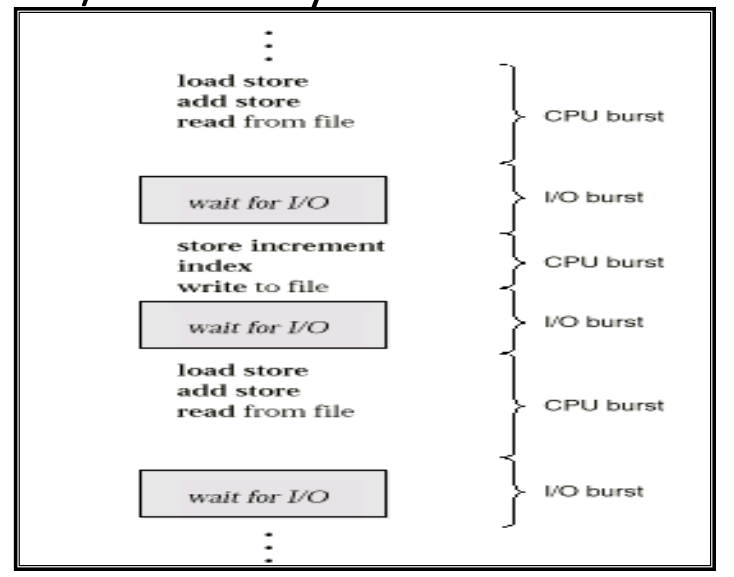 load store
add store
read from file
CPU burst
wait for I/O
I/O burst
store increment
index
write to file
CPU burst
wait for I/O
I/O burst
load store
add store
read from file
CPU burst
wait for I/O
I/O burst